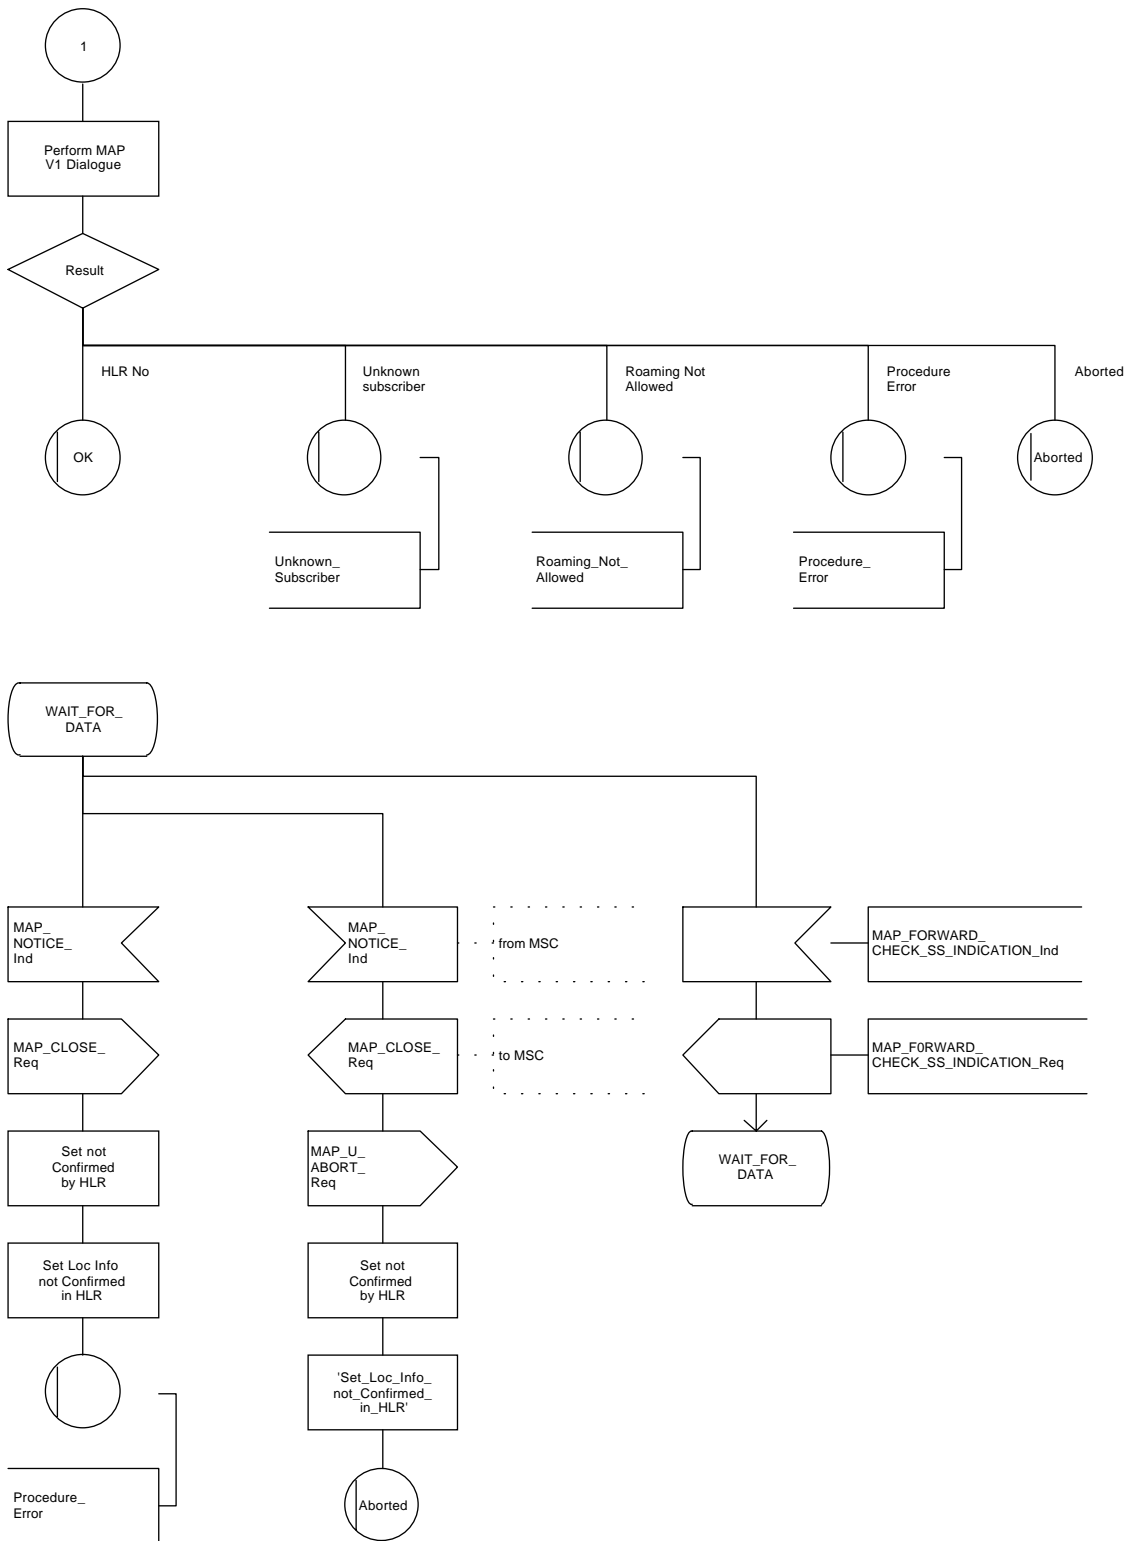 1
Perform MAP
V1 Dialogue
Result
HLR No
Unknown
subscriber
Roaming Not
Allowed
Procedure
Error
Aborted
OK
Aborted
Unknown_
Subscriber
Roaming_Not_
Allowed
Procedure_
Error
WAIT_FOR_
DATA
MAP_
NOTICE_
Ind
MAP_
NOTICE_
Ind
from MSC
MAP_FORWARD_
CHECK_SS_INDICATION_Ind
MAP_CLOSE_
Req
MAP_CLOSE_
Req
to MSC
MAP_F0RWARD_
CHECK_SS_INDICATION_Req
Set not
Confirmed
by HLR
MAP_U_
ABORT_
Req
WAIT_FOR_
DATA
Set Loc Info
not Confirmed
in HLR
Set not
Confirmed
by HLR
'Set_Loc_Info_
not_Confirmed_
in_HLR'
Procedure_
Error
Aborted